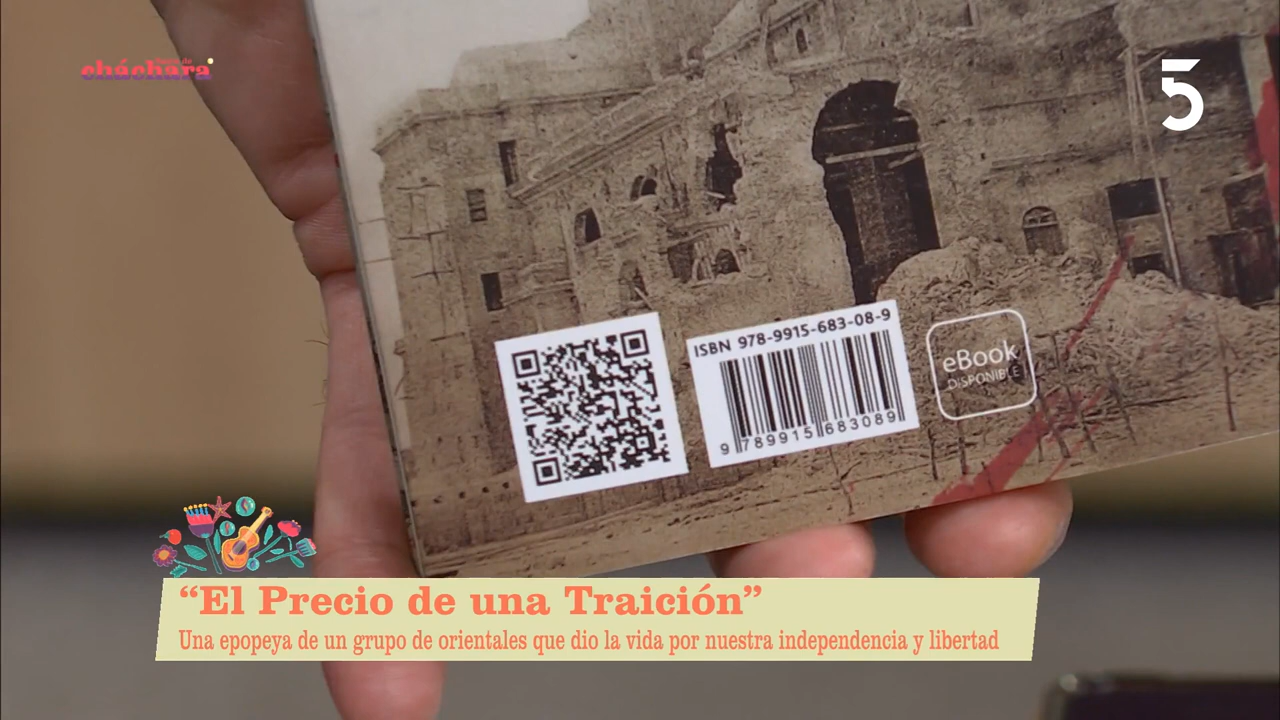 cháchara
5
ISBN 978-9915-683-08-9
9 789915 683089
eBook
DISPONIBLE
“El Precio de una Traición”
Una epopeya de un grupo de orientales que dio la vida por nuestra independencia y libertad